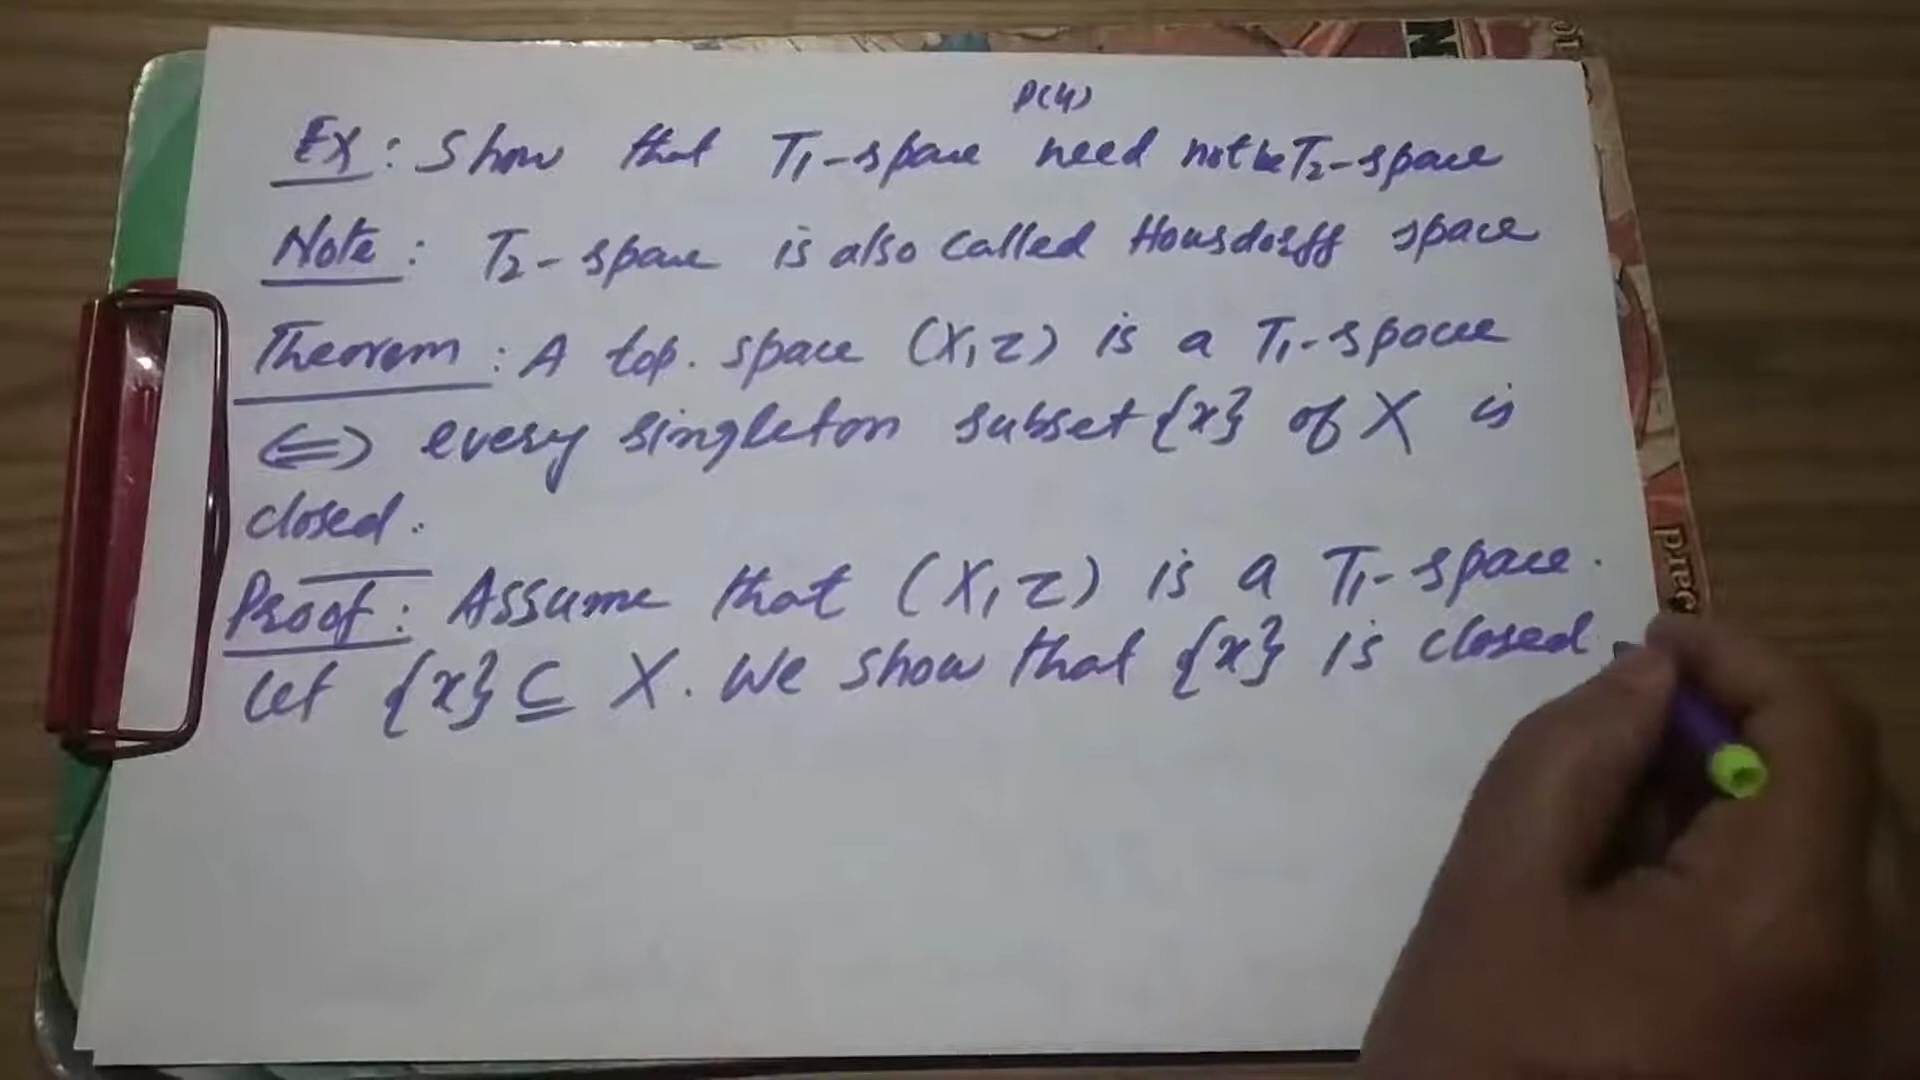 P(4)
Ex: Show that T1-space need not be T2-space
Note: T2-space is also called Housdorff space
Theorem: A top. space (X,τ) is a T1-space
⟺ every singleton subset {x} of X is
closed.
Proof: Assume that (X,τ) is a T1-space.
Let {x} ⊆ X. We show that {x} is closed